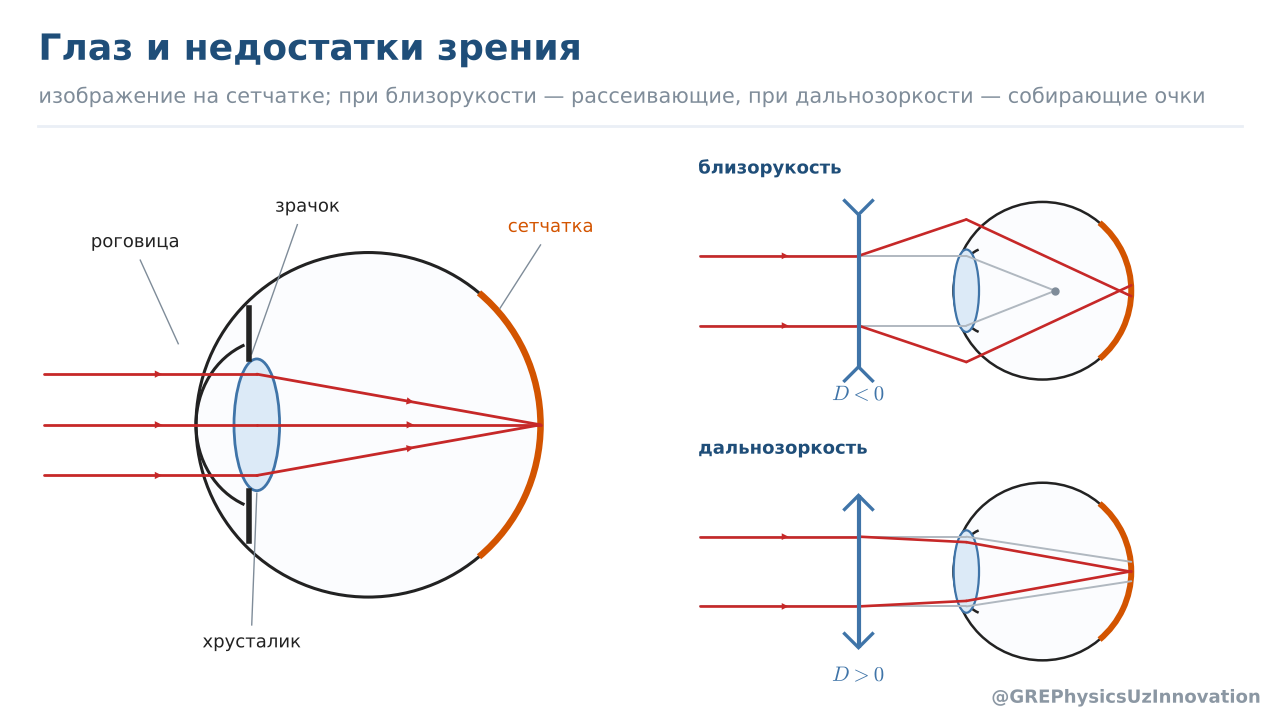 Глаз и недостатки зрения
изображение на сетчатке; при близорукости — рассеивающие, при дальнозоркости — собирающие очки
близорукость
зрачок
сетчатка
роговица
D < 0
дальнозоркость
хрусталик
D > 0
@GREPhysicsUzInnovation